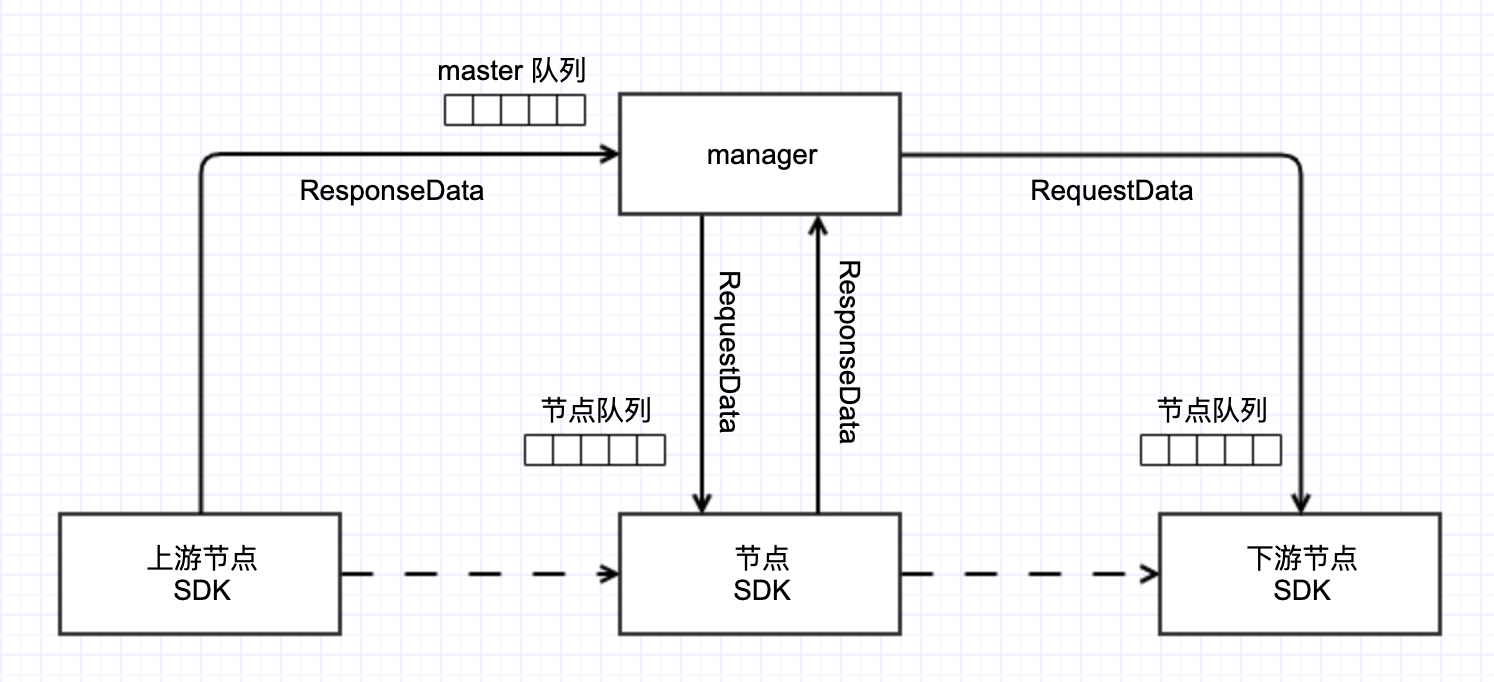 master 队列
manager
ResponseData
RequestData
RequestData
ResponseData
节点队列
节点队列
上游节点
SDK
节点
SDK
下游节点
SDK